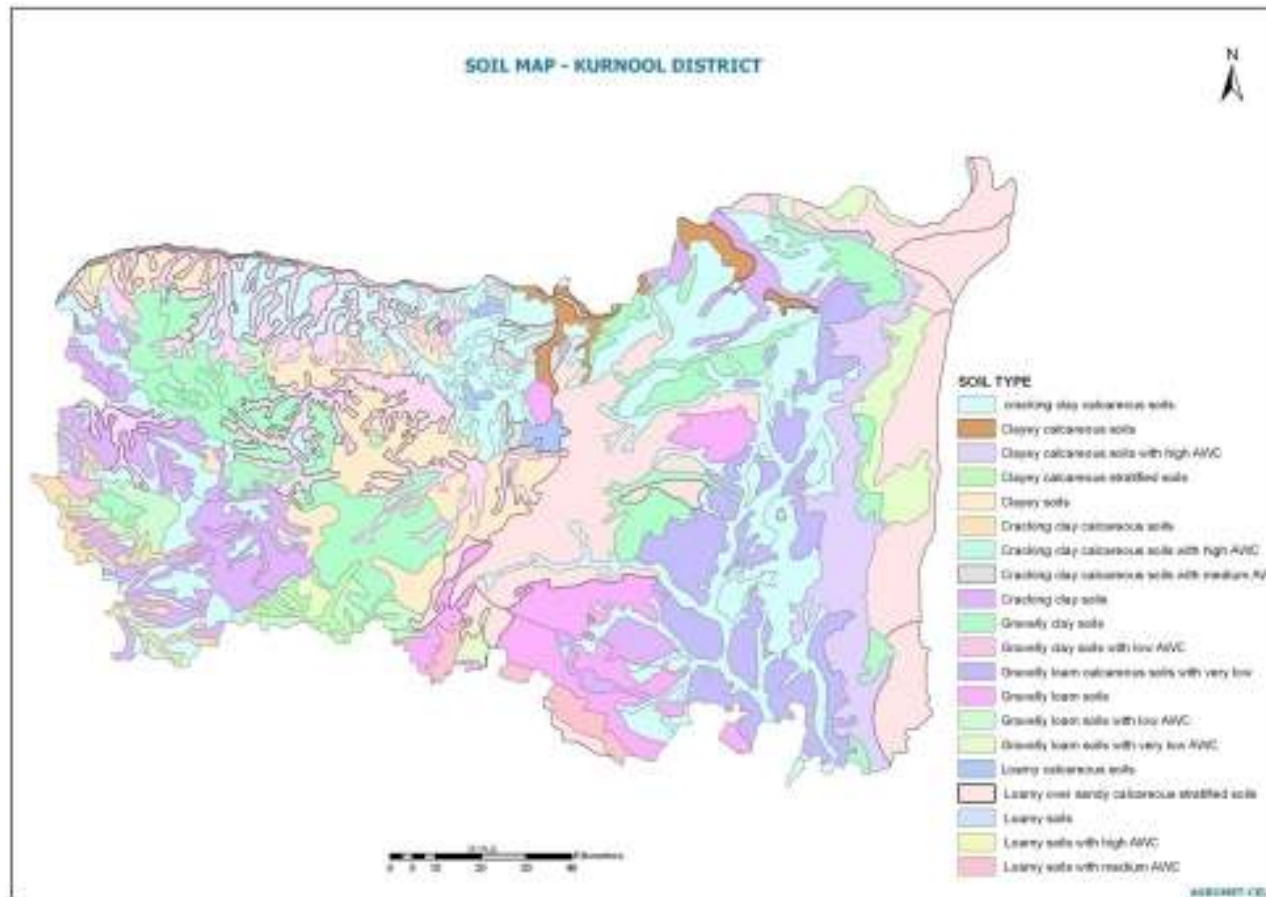 SOIL MAP - KURNOOL DISTRICT
N
SOIL TYPE
cracking clay calcareous soils
Clayey calcareous soils
Clayey calcareous soils with high AWC
Clayey calcareous stratified soils
Clayey soils
Cracking clay calcareous soils
Cracking clay calcareous soils with high AWC
Cracking clay calcareous soils with medium AW
Cracking clay soils
Gravelly clay soils
Gravelly clay soils with low AWC
Gravelly loam calcareous soils with very low
Gravelly loam soils
Gravelly loam soils with low AWC
Gravelly loam soils with very low AWC
Loamy calcareous soils
Loamy over sandy calcareous stratified soils
Loamy soils
Loamy soils with high AWC
Loamy soils with medium AWC
0 5 10 20 30 40
Kilometers